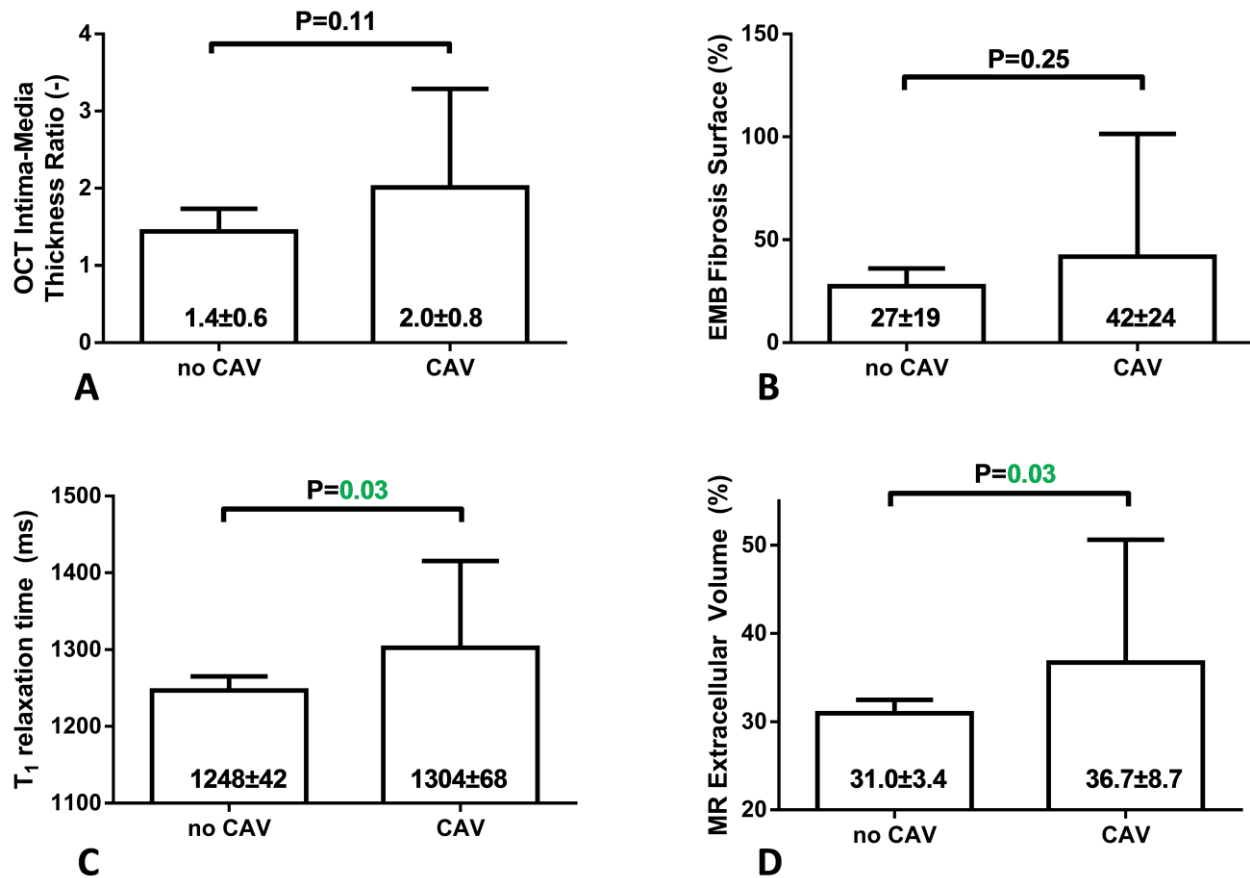 P=0.11
OCT Intima-Media
Thickness Ratio (-)
4
3
2
1
0
1.4±0.6
2.0±0.8
no CAV
CAV
A
P=0.25
EMB Fibrosis Surface (%)
150
100
50
0
27±19
42±24
no CAV
CAV
B
P=0.03
T₁ relaxation time (ms)
1500
1400
1300
1200
1100
1248±42
1304±68
no CAV
CAV
C
P=0.03
MR Extracellular Volume (%)
50
40
30
20
31.0±3.4
36.7±8.7
no CAV
CAV
D